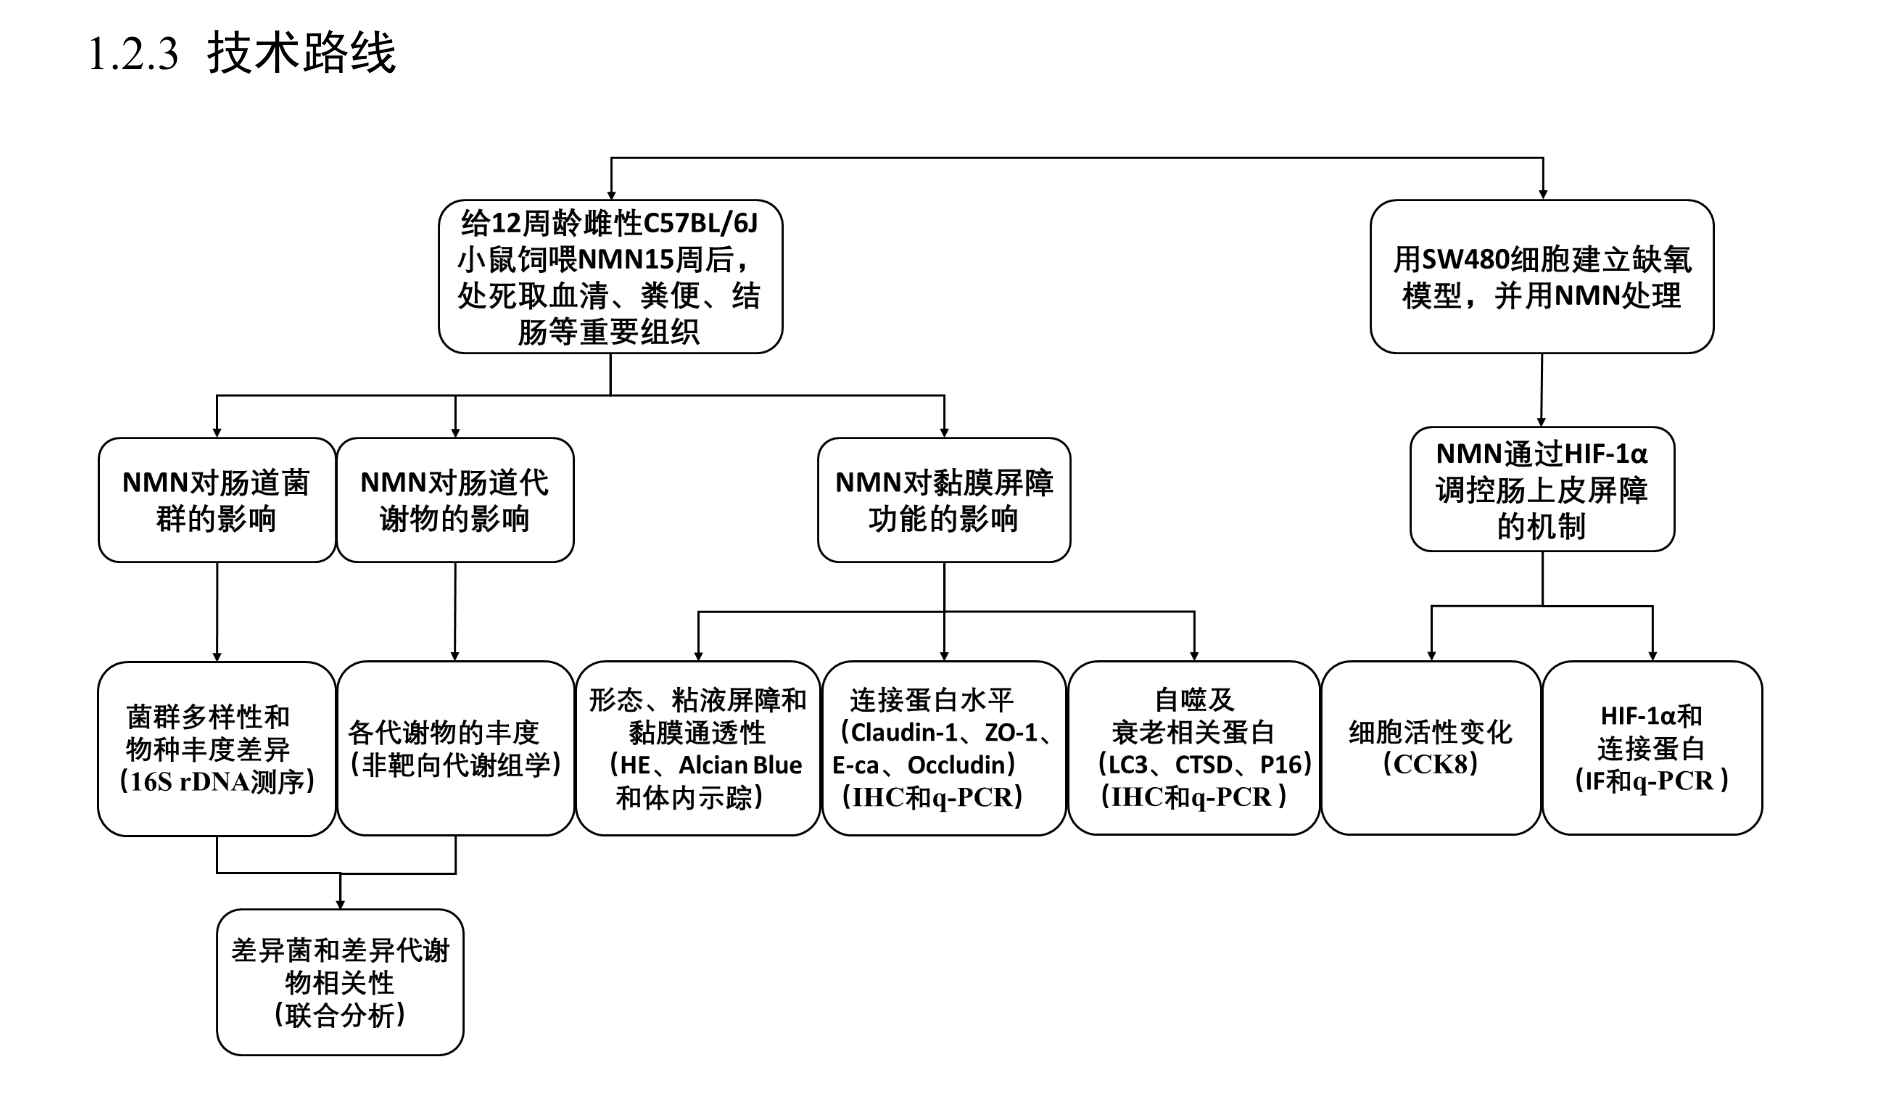 1.2.3 技术路线
给12周龄雌性C57BL/6J
小鼠饲喂NMN15周后，
处死取血清、粪便、结
肠等重要组织
用SW480细胞建立缺氧
模型，并用NMN处理
NMN对肠道菌
群的影响
NMN对肠道代
谢物的影响
NMN对黏膜屏障
功能的影响
NMN通过HIF-1α
调控肠上皮屏障
的机制
菌群多样性和
物种丰度差异
（16S rDNA测序）
各代谢物的丰度
（非靶向代谢组学）
形态、粘液屏障和
黏膜通透性
（HE、Alcian Blue
和体内示踪）
连接蛋白水平
（Claudin-1、ZO-1、
E-ca、Occludin）
（IHC和q-PCR）
自噬及
衰老相关蛋白
（LC3、CTSD、P16）
（IHC和q-PCR）
细胞活性变化
（CCK8）
HIF-1α和
连接蛋白
（IF和q-PCR）
差异菌和差异代谢
物相关性
（联合分析）